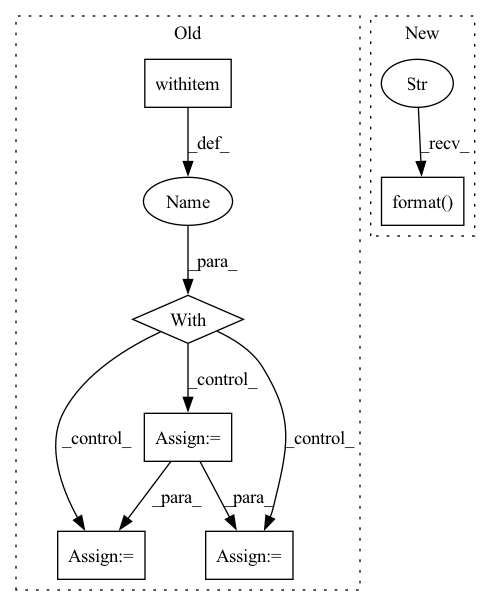 Old
New
withitem
Str
_def_
_recv_
Name
format()
_para_
With
_control_
_control_
_control_
Assign:=
_para_
_para_
Assign:=
Assign:=